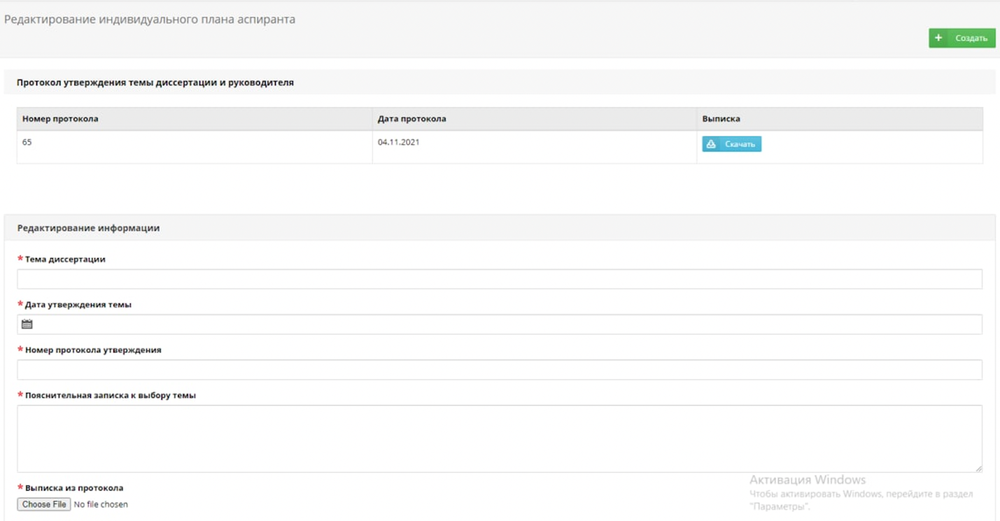 Редактирование индивидуального плана аспиранта
+ Создать
Протокол утверждения темы диссертации и руководителя
Номер протокола Дата протокола Выписка
65 04.11.2021 Скачать
Редактирование информации
* Тема диссертации
* Дата утверждения темы
* Номер протокола утверждения
* Пояснительная записка к выбору темы
* Выписка из протокола
Choose File No file chosen
Активация Windows
Чтобы активировать Windows, перейдите в раздел
"Параметры".